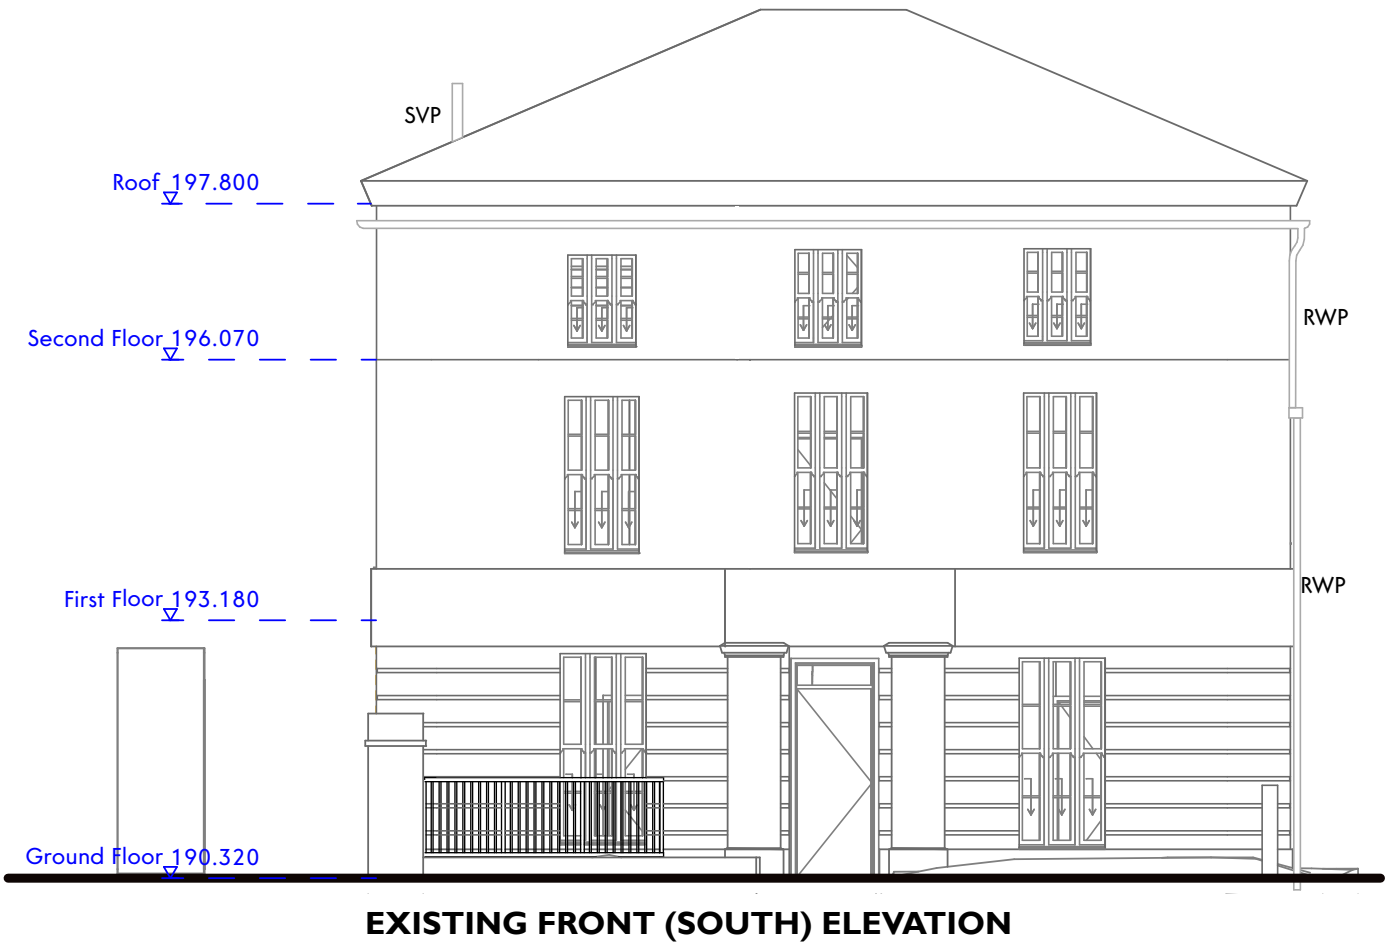 SVP
Roof 197.800
RWP
Second Floor 196.070
RWP
First Floor 193.180
Ground Floor 190.320
EXISTING FRONT (SOUTH) ELEVATION